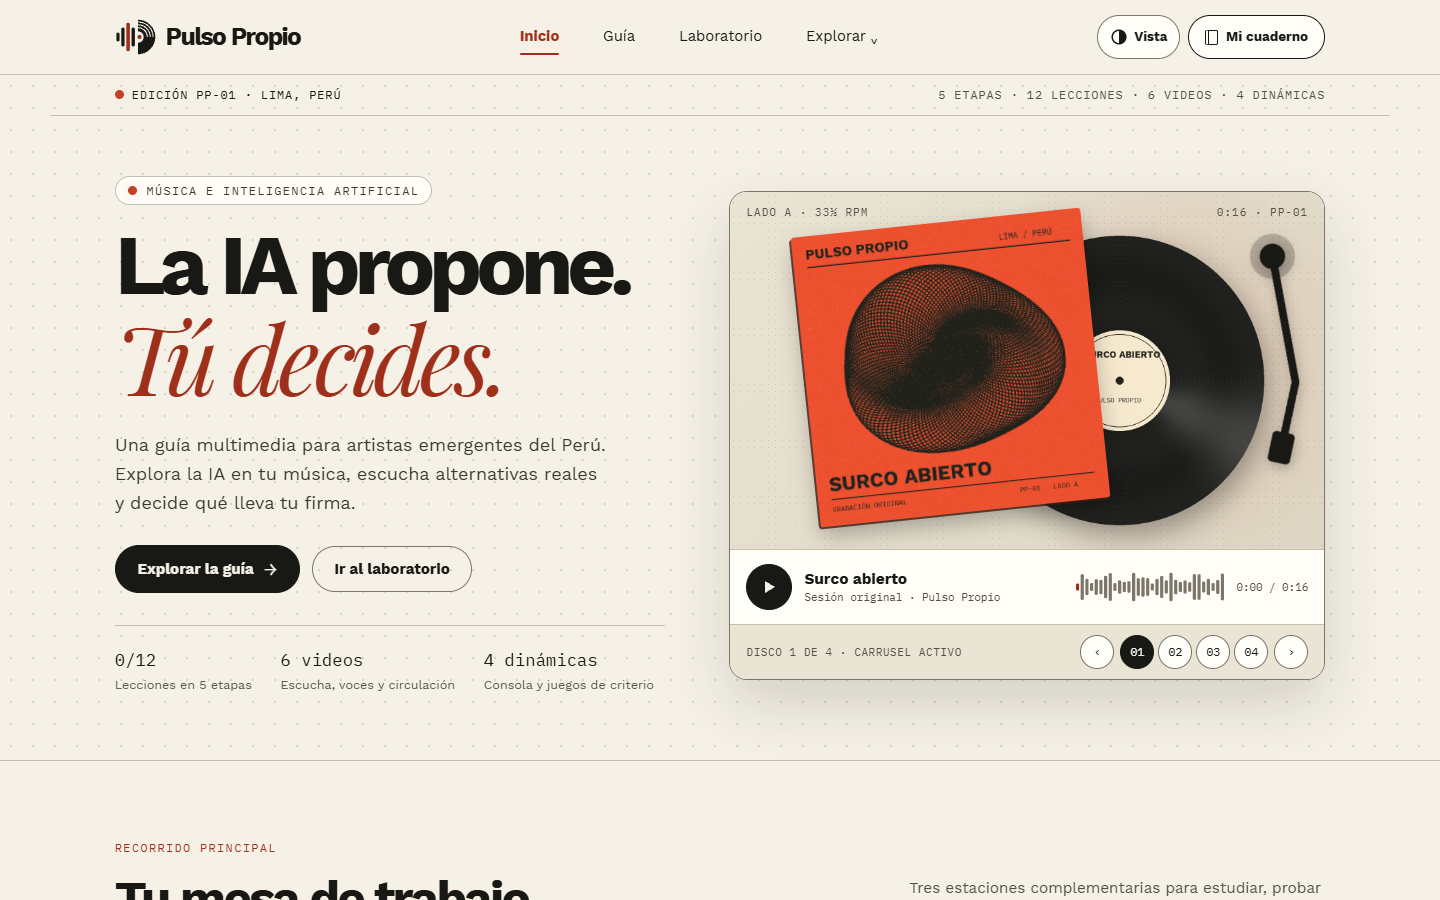 Pulso Propio
Inicio
Guía
Laboratorio
Explorar
Vista
Mi cuaderno
EDICIÓN PP-01 · LIMA, PERÚ
5 ETAPAS · 12 LECCIONES · 6 VIDEOS · 4 DINÁMICAS
MÚSICA E INTELIGENCIA ARTIFICIAL
La IA propone.
Tú decides.
Una guía multimedia para artistas emergentes del Perú.
Explora la IA en tu música, escucha alternativas reales
y decide qué lleva tu firma.
Explorar la guía →
Ir al laboratorio
0/12
Lecciones en 5 etapas
6 videos
Escucha, voces y circulación
4 dinámicas
Consola y juegos de criterio
LADO A · 33⅓ RPM
0:16 · PP-01
PULSO PROPIO
LIMA / PERÚ
SURCO ABIERTO
GRABACIÓN ORIGINAL
PP-01 LADO A
URCO ABIERTO
ULSO PROPIO
Surco abierto
Sesión original · Pulso Propio
0:00 / 0:16
DISCO 1 DE 4 · CARRUSEL ACTIVO
‹ 01 02 03 04 ›
RECORRIDO PRINCIPAL
Tu mesa de trabajo
Tres estaciones complementarias para estudiar, probar